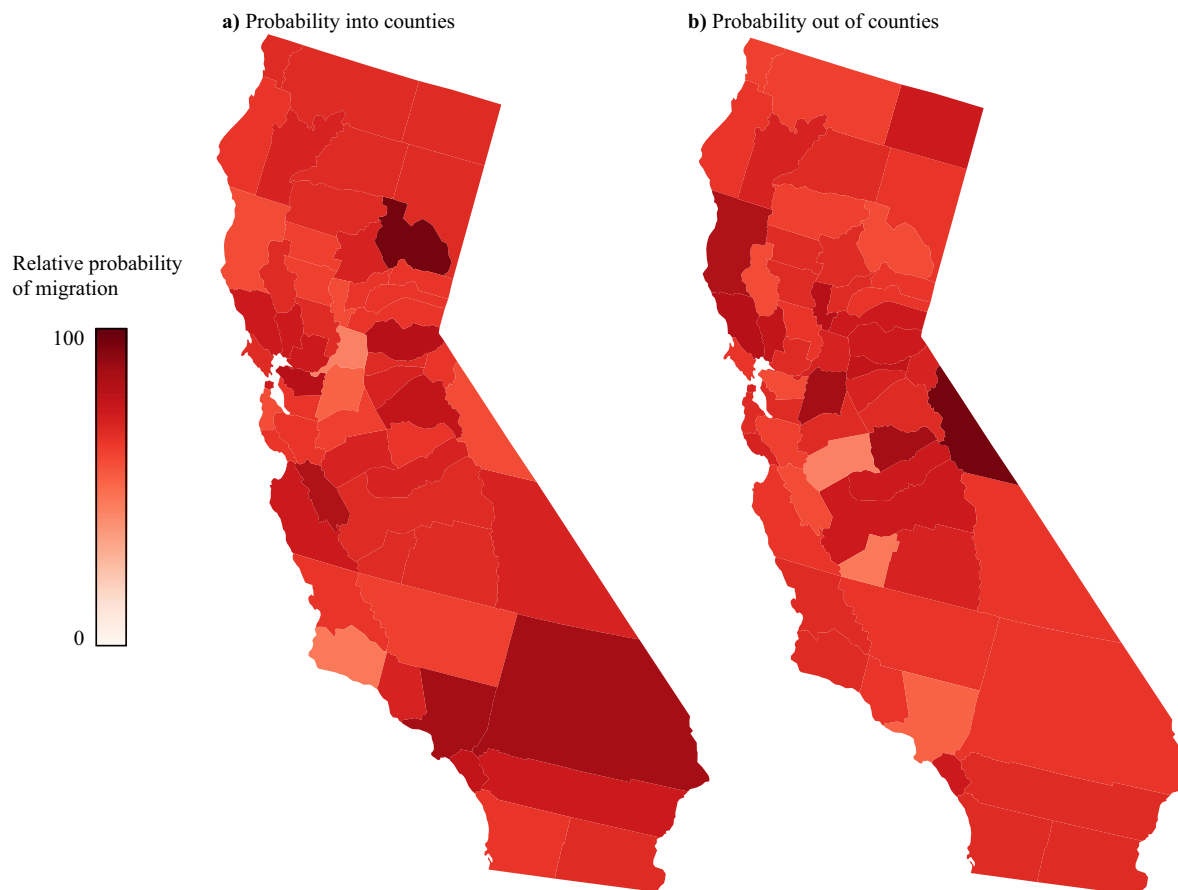 a) Probability into counties
b) Probability out of counties
Relative probability
of migration
100
0